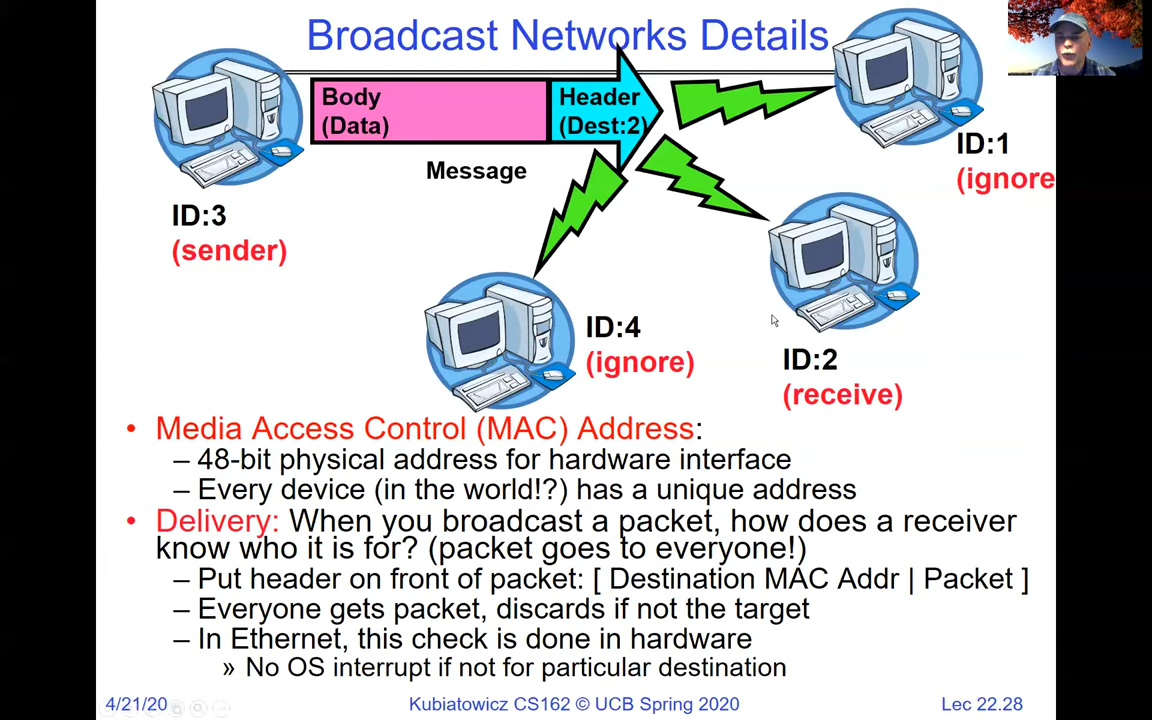 Broadcast Networks Details
Body
(Data)
Header
(Dest:2)
Message
ID:1
(ignore
ID:3
(sender)
ID:4
(ignore)
ID:2
(receive)
• Media Access Control (MAC) Address:
– 48-bit physical address for hardware interface
– Every device (in the world!?) has a unique address
• Delivery: When you broadcast a packet, how does a receiver
know who it is for? (packet goes to everyone!)
– Put header on front of packet: [ Destination MAC Addr | Packet ]
– Everyone gets packet, discards if not the target
– In Ethernet, this check is done in hardware
» No OS interrupt if not for particular destination
4/21/20
Kubiatowicz CS162 © UCB Spring 2020
Lec 22.28